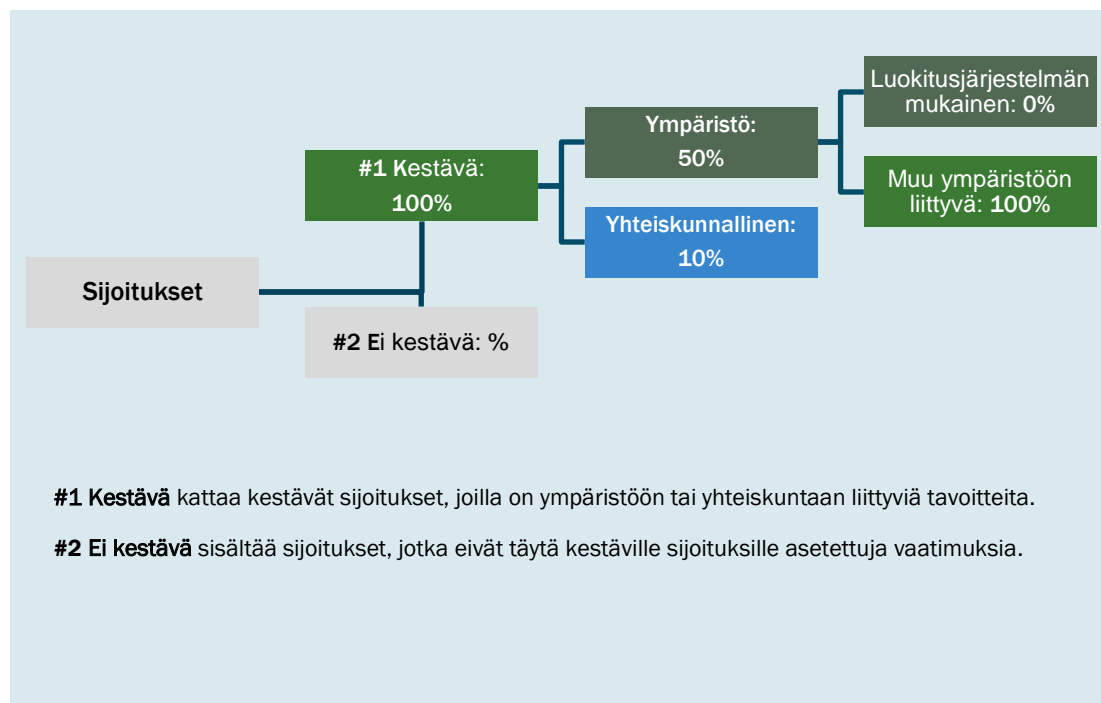 Sijoitukset
#1 Kestävä:
100%
#2 Ei kestävä: %
Ympäristö:
50%
Yhteiskunnallinen:
10%
Luokitusjärjestelmän
mukainen: 0%
Muu ympäristöön
liittyvä: 100%
#1 Kestävä kattaa kestävät sijoitukset, joilla on ympäristöön tai yhteiskuntaan liittyviä tavoitteita.
#2 Ei kestävä sisältää sijoitukset, jotka eivät täytä kestäville sijoituksille asetettuja vaatimuksia.